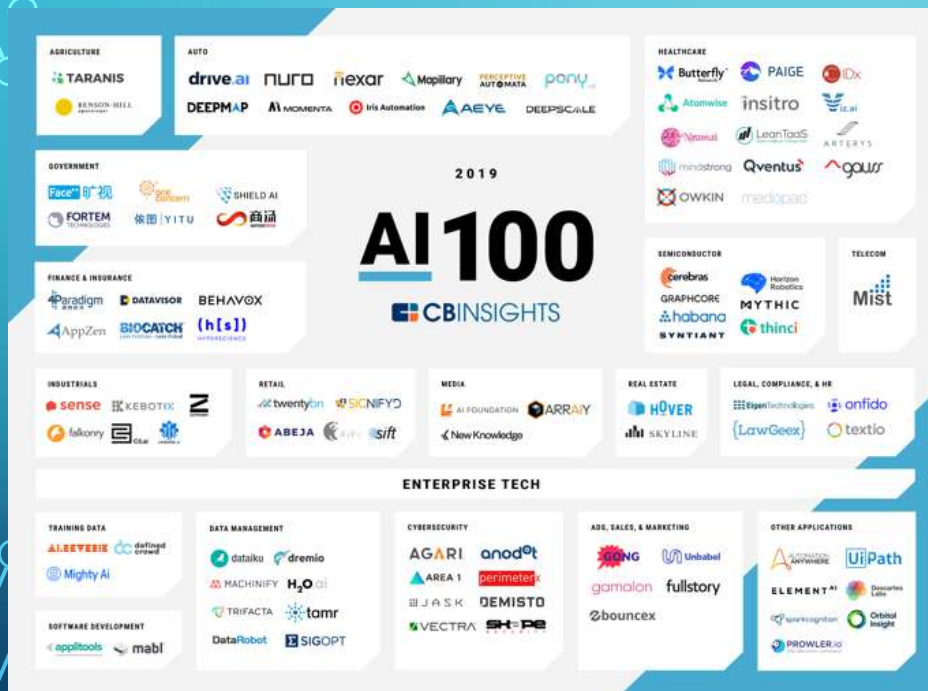 AGRICULTURE
TARANIS
BENSON-HILL
AUTO
drive.ai nuro nexar Mapillary PERCEPTIVE AUTOMATA pony
DEEPMAP MOMENTA Iris Automation AEYE DEEPSCALE
HEALTHCARE
Butterfly PAIGE IDx
Atomwise insitro Viz.ai
LeanTaaS ARTERYS
mindstrong Qventus gauss
OWKIN medopad
GOVERNMENT
Face++ 旷视 one concern SHIELD AI
FORTEM TECHNOLOGIES 依图 YITU 商汤
2019
AI 100
CBINSIGHTS
FINANCE & INSURANCE
4Paradigm DATAVISOR BEHAVOX
AppZen BIOCATCH (h[s])
HYPERSCIENCE
SEMICONDUCTOR
cerebras Horizon Robotics
GRAPHCORE MYTHIC
habana thinci
SYNTIANT
TELECOM
Mist
INDUSTRIALS
sense KEBOTIX
falkonry
RETAIL
twentybn SIGNIFYD
ABEJA sift
MEDIA
AI FOUNDATION ARRAIY
New Knowledge
REAL ESTATE
HOVER
SKYLINE
LEGAL, COMPLIANCE, & HR
EigenTechnologies onfido
{LawGeex} textio
ENTERPRISE TECH
TRAINING DATA
AI.REVERIE defined crowd
Mighty Ai
SOFTWARE DEVELOPMENT
applitools mabl
DATA MANAGEMENT
dataiku dremio
MACHINIFY H2O.ai
TRIFACTA tamr
DataRobot SIGOPT
CYBERSECURITY
AGARI anodot
AREA 1 perimeterx
JASK DEMISTO
VECTRA SHAPE SECURITY
ADS, SALES, & MARKETING
GONG Unbabel
gamalon fullstory
bouncex
OTHER APPLICATIONS
AUTOMATION ANYWHERE UiPath
ELEMENT AI Descartes Labs
sparkcognition Orbital Insight
PROWLER.io